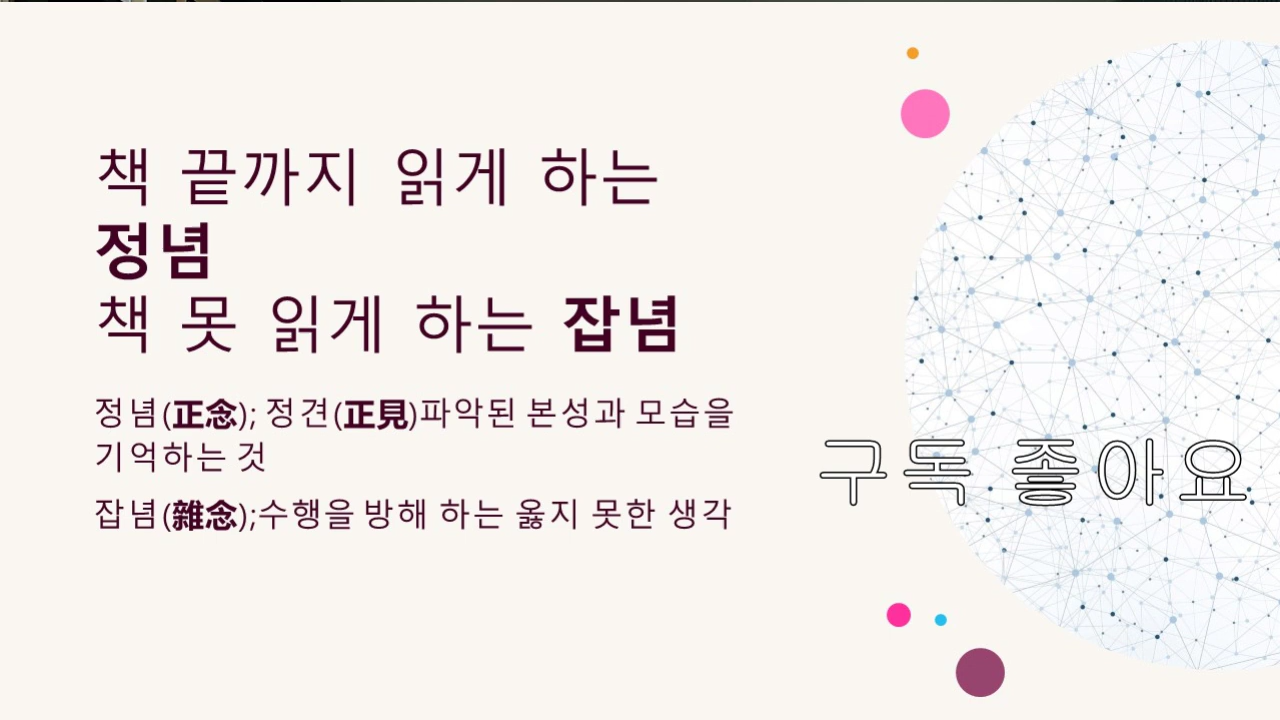 책 끝까지 읽게 하는
정념
책 못 읽게 하는 잡념
정념(正念); 정견(正見)파악된 본성과 모습을
기억하는 것
잡념(雜念);수행을 방해 하는 옳지 못한 생각
구독 좋아요